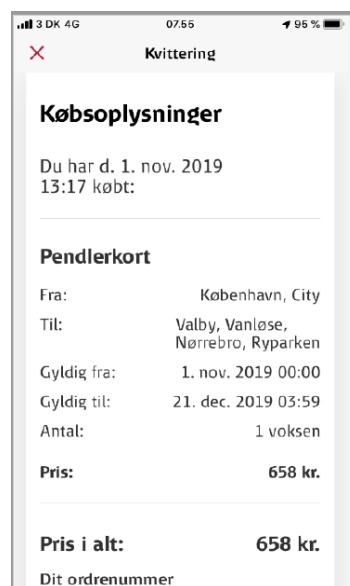 3 DK 4G 07.55 95 %
Kvittering
Købsoplysninger
Du har d. 1. nov. 2019
13:17 købt:
Pendlerkort
Fra: København, City
Til: Valby, Vanløse,
Nørrebro, Ryparken
Gyldig fra: 1. nov. 2019 00:00
Gyldig til: 21. dec. 2019 03:59
Antal: 1 voksen
Pris: 658 kr.
Pris i alt: 658 kr.
Dit ordrenummer